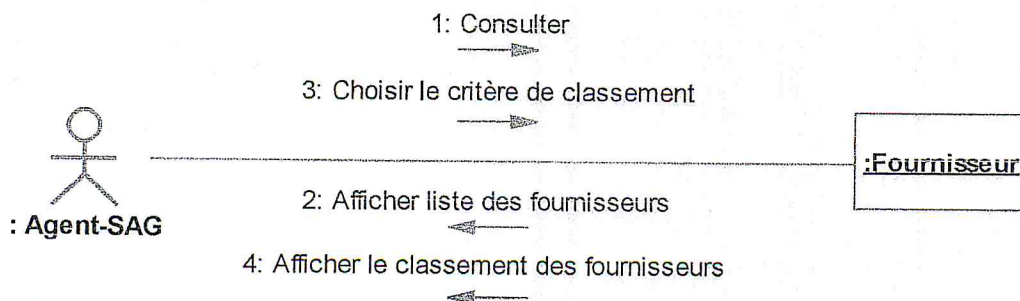 1: Consulter
3: Choisir le critère de classement
:Fournisseur
2: Afficher liste des fournisseurs
: Agent-SAG
4: Afficher le classement des fournisseurs